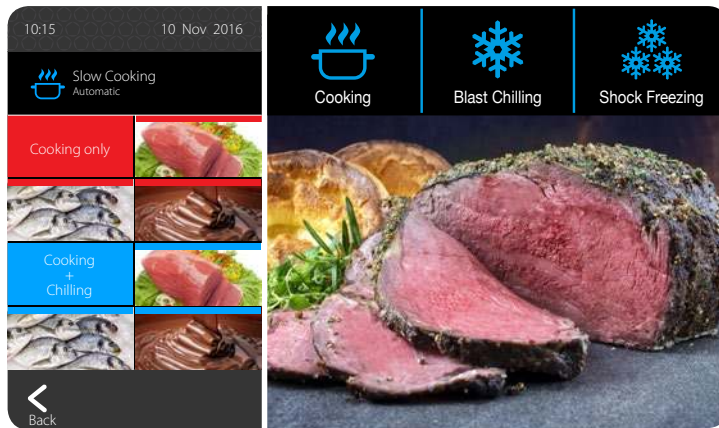 10:15 10 Nov 2016
Slow Cooking
Automatic
Cooking only
Cooking
+
Chilling
Back
Cooking Blast Chilling Shock Freezing